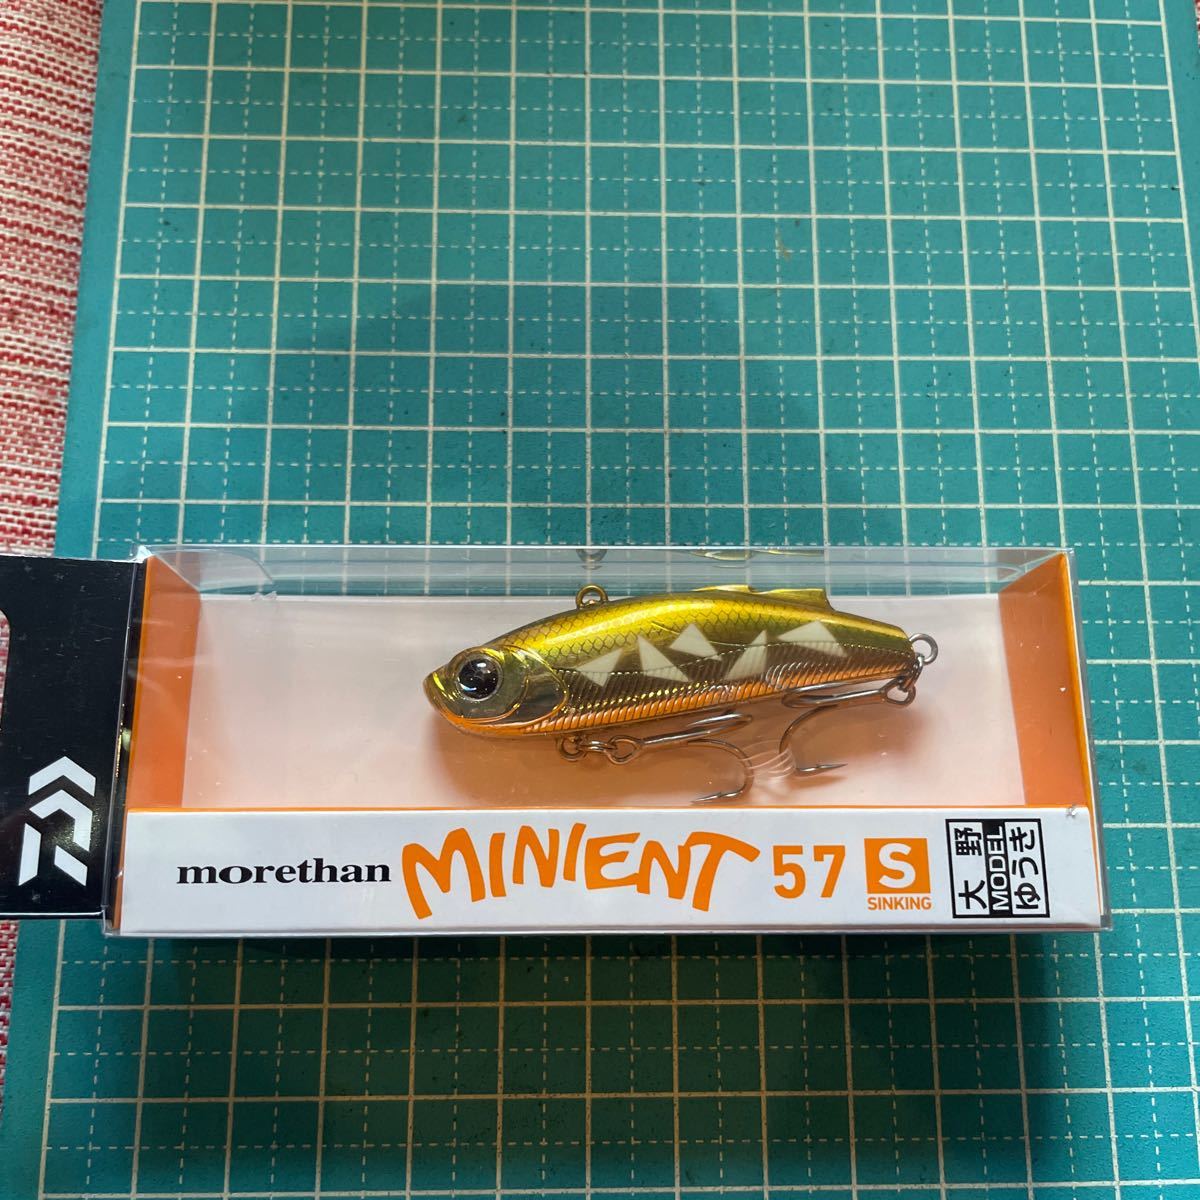 morethan MINIENT 57 S
SINKING
大野
MODEL
ゆうき